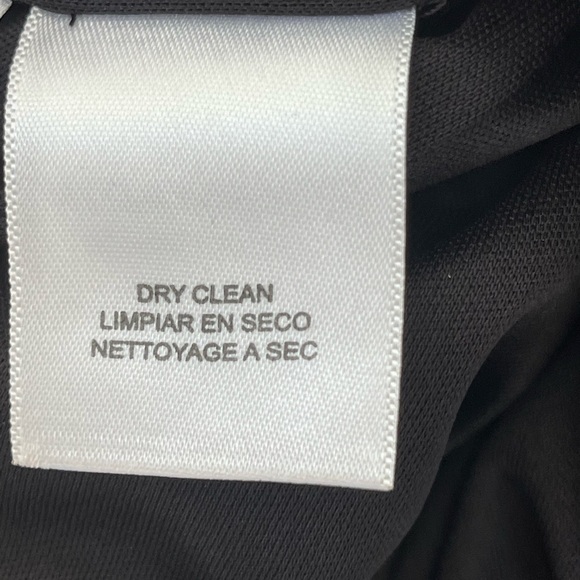 DRY CLEAN
LIMPIAR EN SECO
NETTOYAGE A SEC